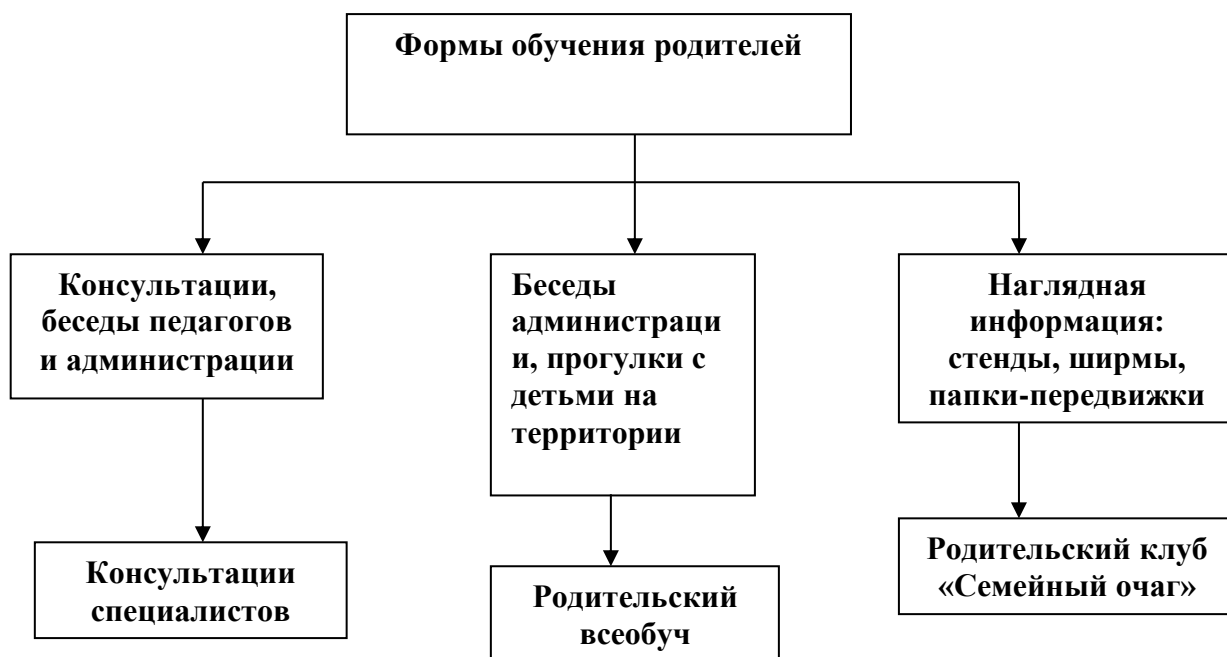 Формы обучения родителей
Консультации,
беседы педагогов
и администрации
Беседы
администраци
и, прогулки с
детьми на
территории
Наглядная
информация:
стенды, ширмы,
папки-передвижки
Консультации
специалистов
Родительский
всеобуч
Родительский клуб
«Семейный очаг»